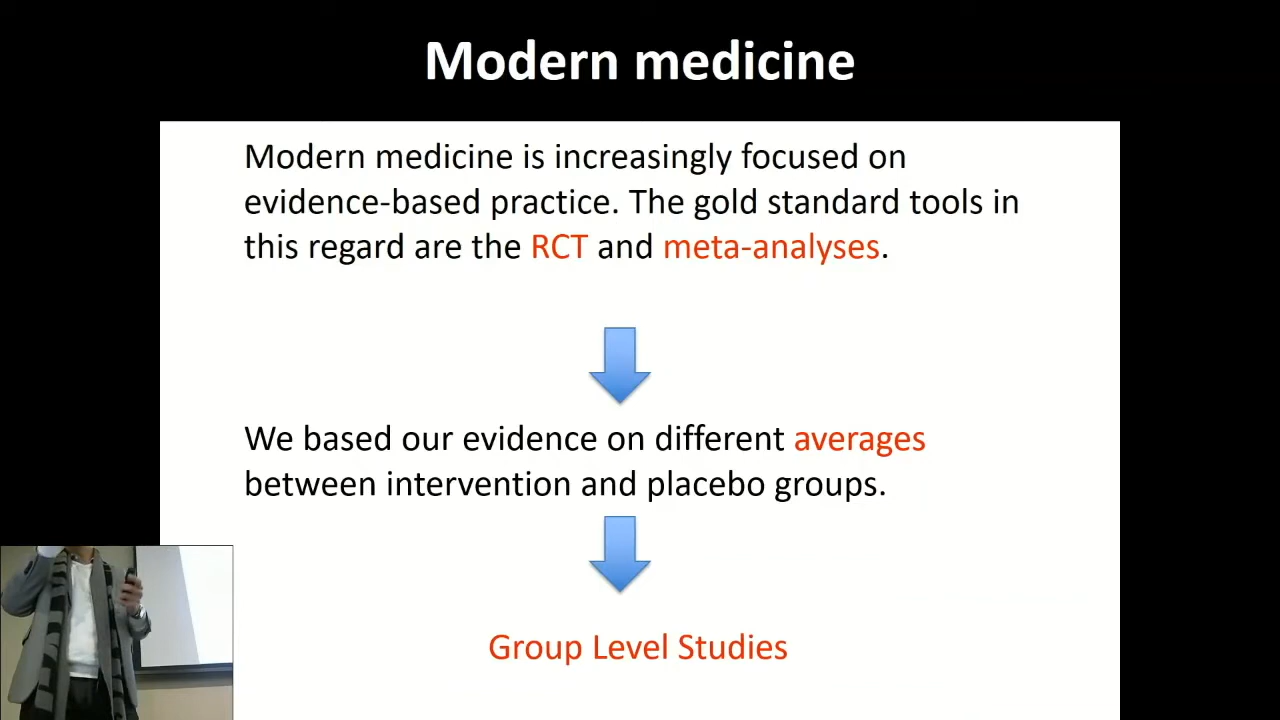 Modern medicine
Modern medicine is increasingly focused on
evidence-based practice. The gold standard tools in
this regard are the RCT and meta-analyses.
We based our evidence on different averages
between intervention and placebo groups.
Group Level Studies